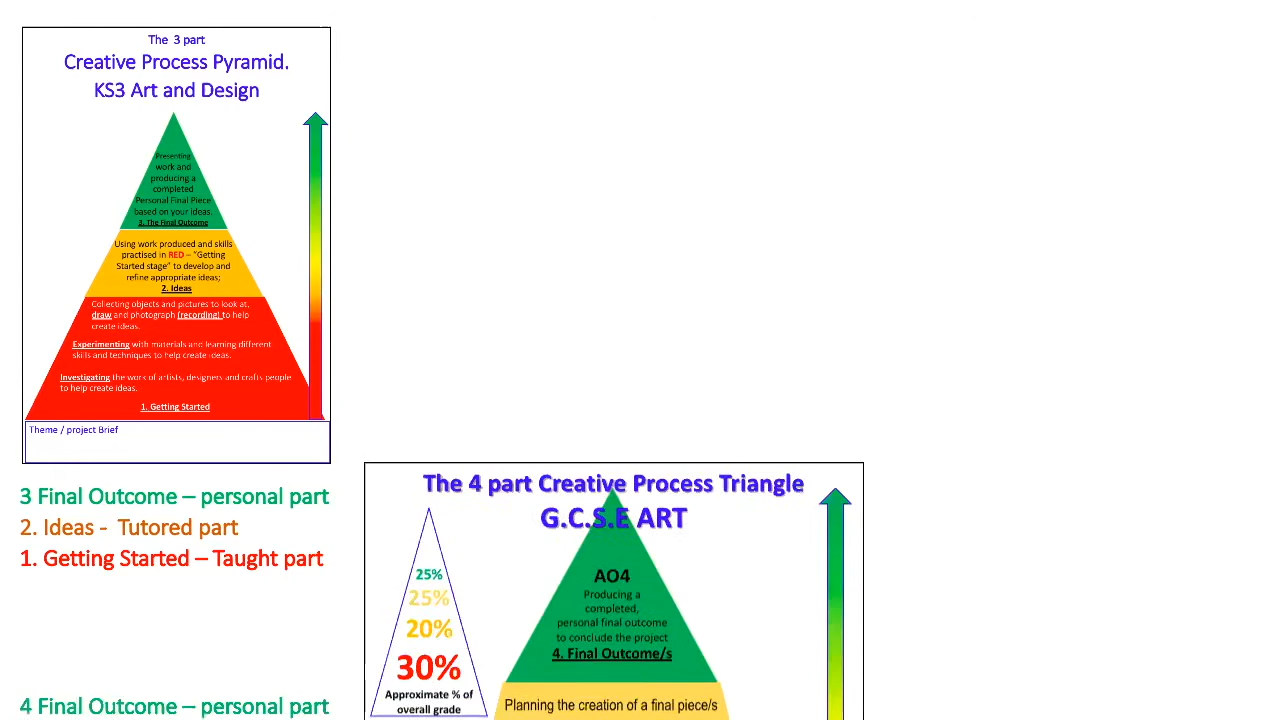 The 3 part
Creative Process Pyramid.
KS3 Art and Design
Presenting
work and
producing a
completed
Personal Final Piece
based on your ideas.
3. The Final Outcome
Using work produced and skills
practised in RED – “Getting
Started stage” to develop and
refine appropriate ideas;
2. Ideas
Collecting objects and pictures to look at,
draw and photograph (recording) to help
create ideas.
Experimenting with materials and learning different
skills and techniques to help create ideas.
Investigating the work of artists, designers and crafts people
to help create ideas.
1. Getting Started
Theme / project Brief
3 Final Outcome – personal part
2. Ideas - Tutored part
1. Getting Started – Taught part
4 Final Outcome – personal part
The 4 part Creative Process Triangle
G.C.S.E ART
25%
25%
20%
30%
Approximate % of
overall grade
AO4
Producing a
completed,
personal final outcome
to conclude the project
4. Final Outcome/s
Planning the creation of a final piece/s